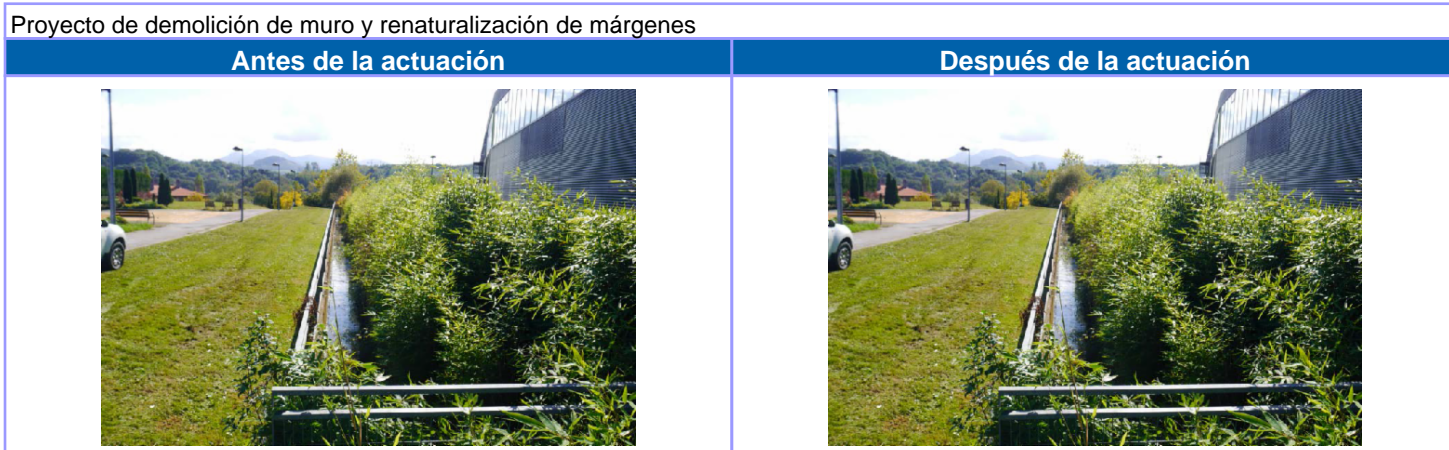 Proyecto de demolición de muro y renaturalización de márgenes
Antes de la actuación
Después de la actuación